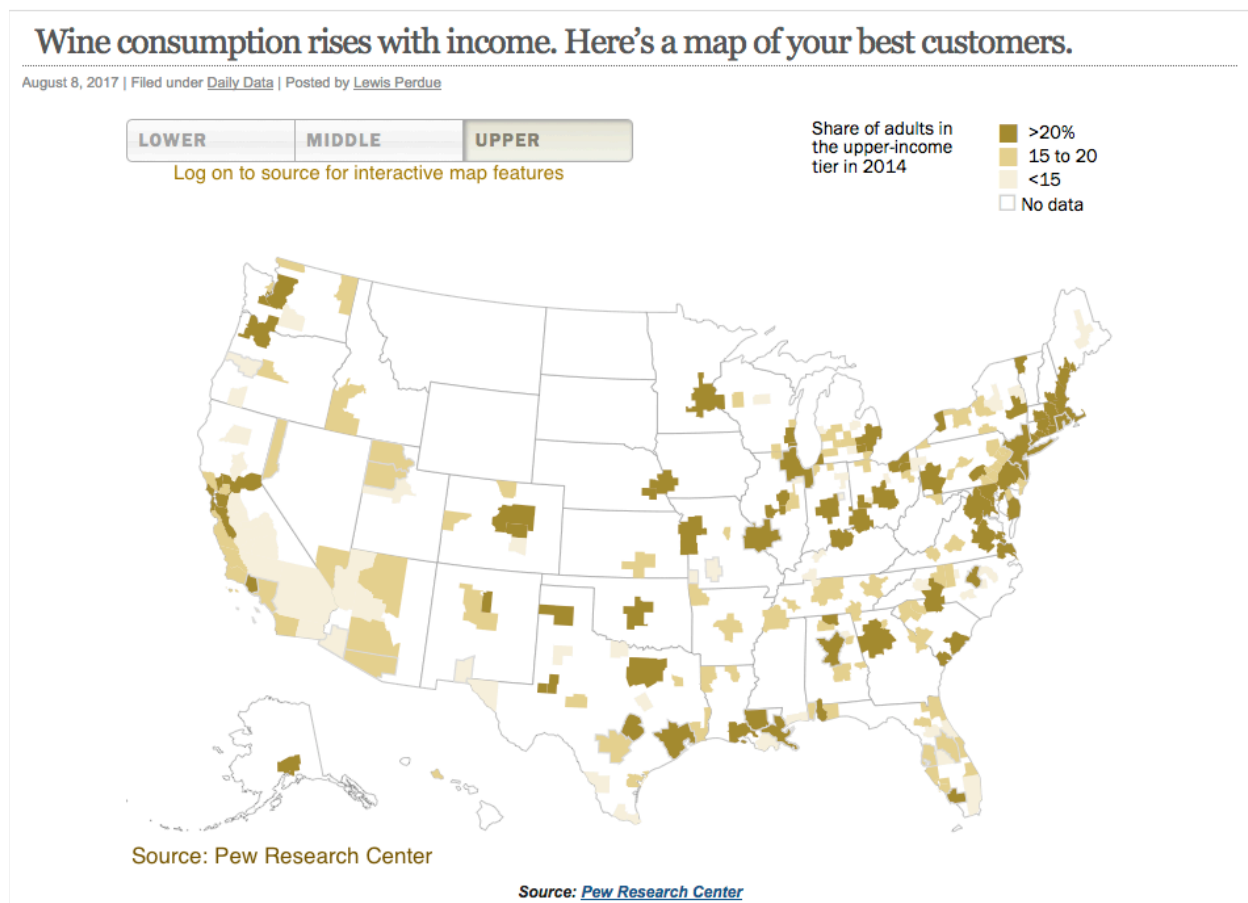 Wine consumption rises with income. Here’s a map of your best customers.
August 8, 2017 | Filed under Daily Data | Posted by Lewis Perdue
LOWER MIDDLE UPPER
Log on to source for interactive map features
Share of adults in
the upper-income
tier in 2014
>20%
15 to 20
<15
No data
Source: Pew Research Center
Source: Pew Research Center